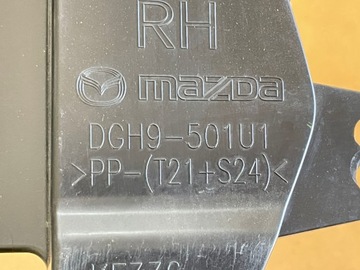 RH
mazda
DGH9-501U1
>PP-(T21+S24)<